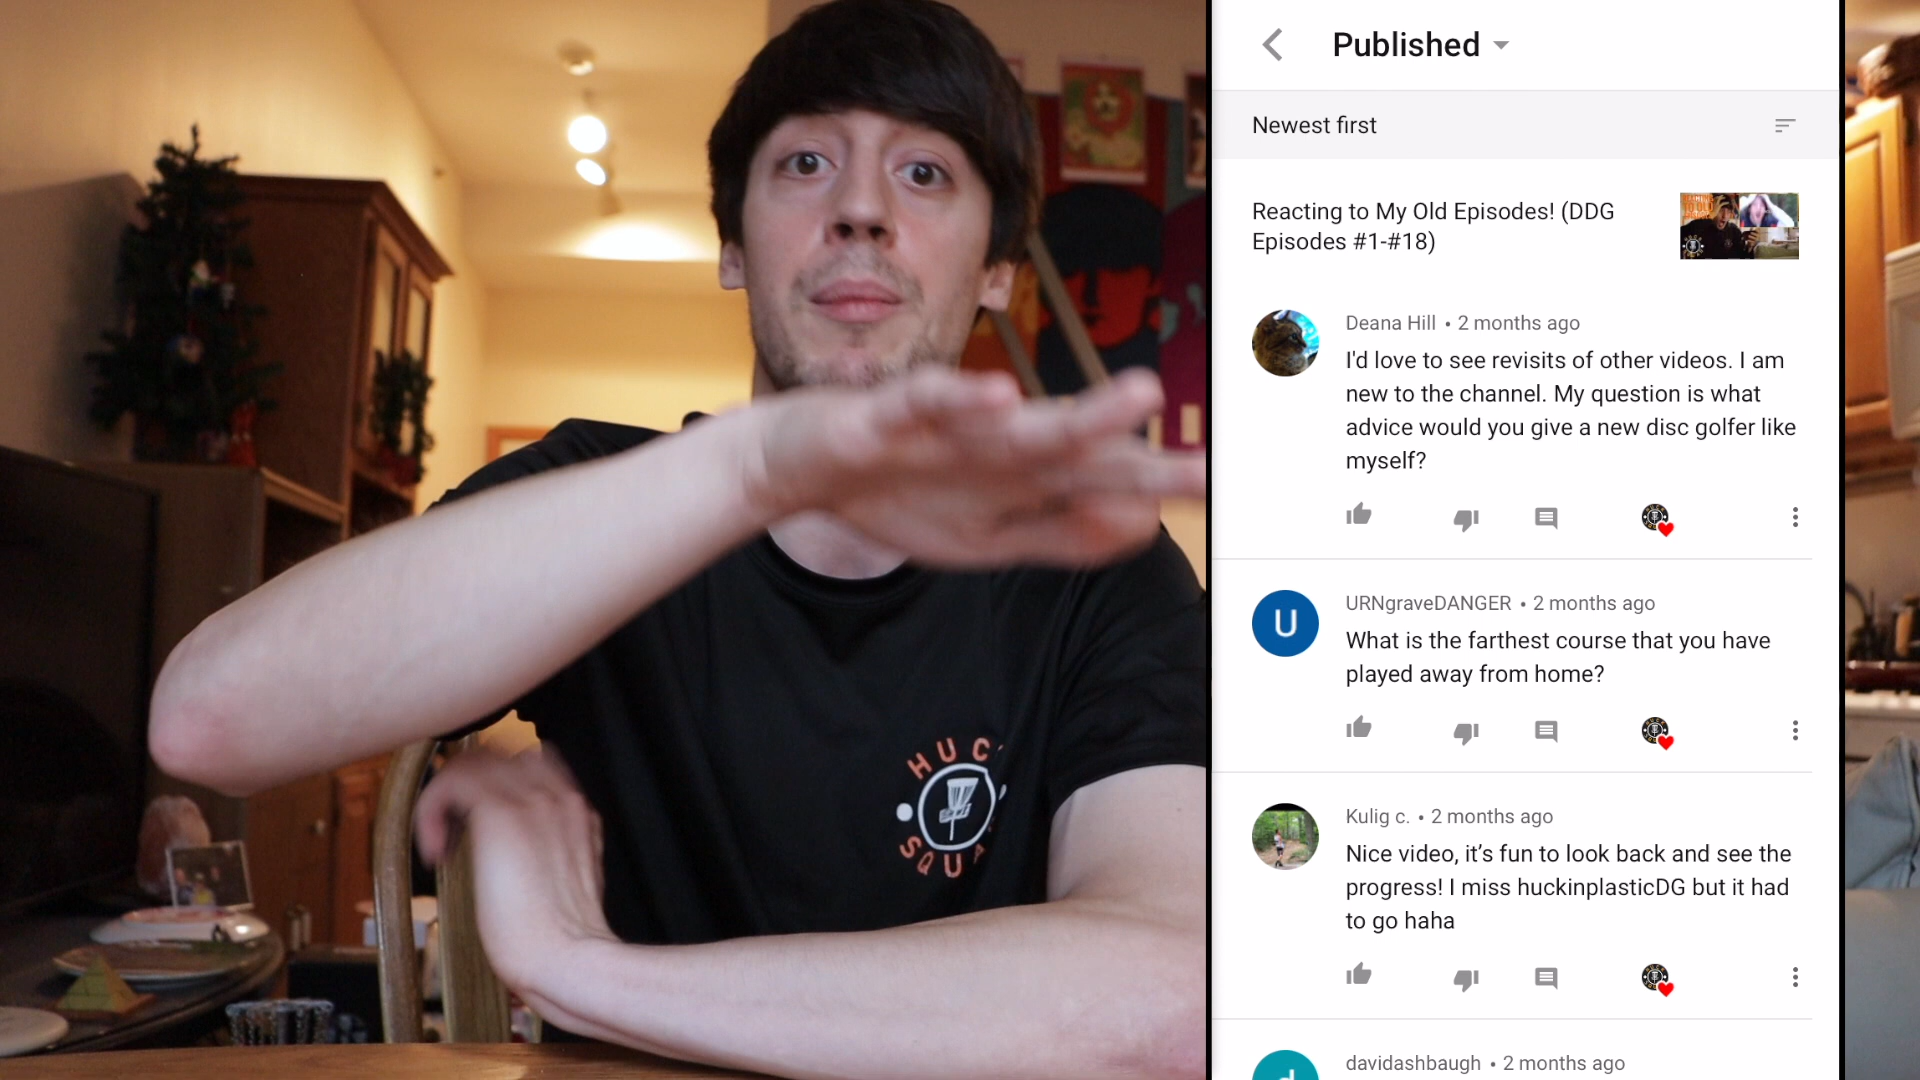 Published
Newest first
Reacting to My Old Episodes! (DDG
Episodes #1-#18)
Deana Hill • 2 months ago
I'd love to see revisits of other videos. I am
new to the channel. My question is what
advice would you give a new disc golfer like
myself?
U
URNgraveDANGER • 2 months ago
What is the farthest course that you have
played away from home?
Kulig c. • 2 months ago
Nice video, it’s fun to look back and see the
progress! I miss huckinplasticDG but it had
to go haha
d
davidashbaugh • 2 months ago
HUC
SQUA